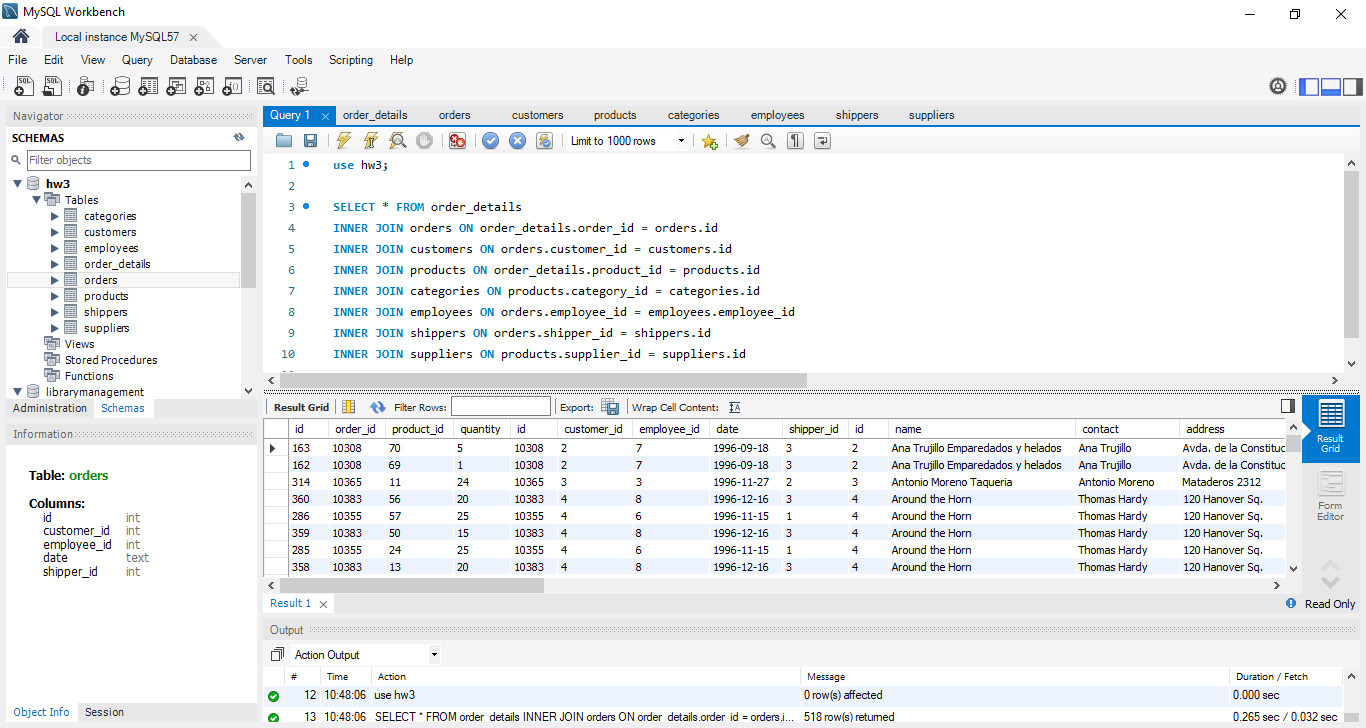 MySQL Workbench
Local instance MySQL57
File Edit View Query Database Server Tools Scripting Help
Navigator
SCHEMAS
Filter objects
hw3
Tables
categories
customers
employees
order_details
orders
products
shippers
suppliers
Views
Stored Procedures
Functions
librarymanagement
Administration Schemas
Information
Table: orders
Columns:
id int
customer_id int
employee_id int
date text
shipper_id int
Object Info Session
Query 1 order_details orders customers products categories employees shippers suppliers
Limit to 1000 rows
1 use hw3;
2
3 SELECT * FROM order_details
4 INNER JOIN orders ON order_details.order_id = orders.id
5 INNER JOIN customers ON orders.customer_id = customers.id
6 INNER JOIN products ON order_details.product_id = products.id
7 INNER JOIN categories ON products.category_id = categories.id
8 INNER JOIN employees ON orders.employee_id = employees.employee_id
9 INNER JOIN shippers ON orders.shipper_id = shippers.id
10 INNER JOIN suppliers ON products.supplier_id = suppliers.id
Result Grid Filter Rows: Export: Wrap Cell Content:
id order_id product_id quantity id customer_id employee_id date shipper_id id name contact address
163 10308 70 5 10308 2 7 1996-09-18 3 2 Ana Trujillo Emparedados y helados Ana Trujillo Avda. de la Constituc
162 10308 69 1 10308 2 7 1996-09-18 3 2 Ana Trujillo Emparedados y helados Ana Trujillo Avda. de la Constituc
314 10365 11 24 10365 3 3 1996-11-27 2 3 Antonio Moreno Taqueria Antonio Moreno Mataderos 2312
360 10383 56 20 10383 4 8 1996-12-16 3 4 Around the Horn Thomas Hardy 120 Hanover Sq.
286 10355 57 25 10355 4 6 1996-11-15 1 4 Around the Horn Thomas Hardy 120 Hanover Sq.
359 10383 50 15 10383 4 8 1996-12-16 3 4 Around the Horn Thomas Hardy 120 Hanover Sq.
285 10355 24 25 10355 4 6 1996-11-15 1 4 Around the Horn Thomas Hardy 120 Hanover Sq.
358 10383 13 20 10383 4 8 1996-12-16 3 4 Around the Horn Thomas Hardy 120 Hanover Sq.
Result Grid
Form Editor
Result 1
Read Only
Output
Action Output
# Time Action Message Duration / Fetch
12 10:48:06 use hw3 0 row(s) affected 0.000 sec
13 10:48:06 SELECT * FROM order_details INNER JOIN orders ON order_details.order_id = orders.i... 518 row(s) returned 0.265 sec / 0.032 sec